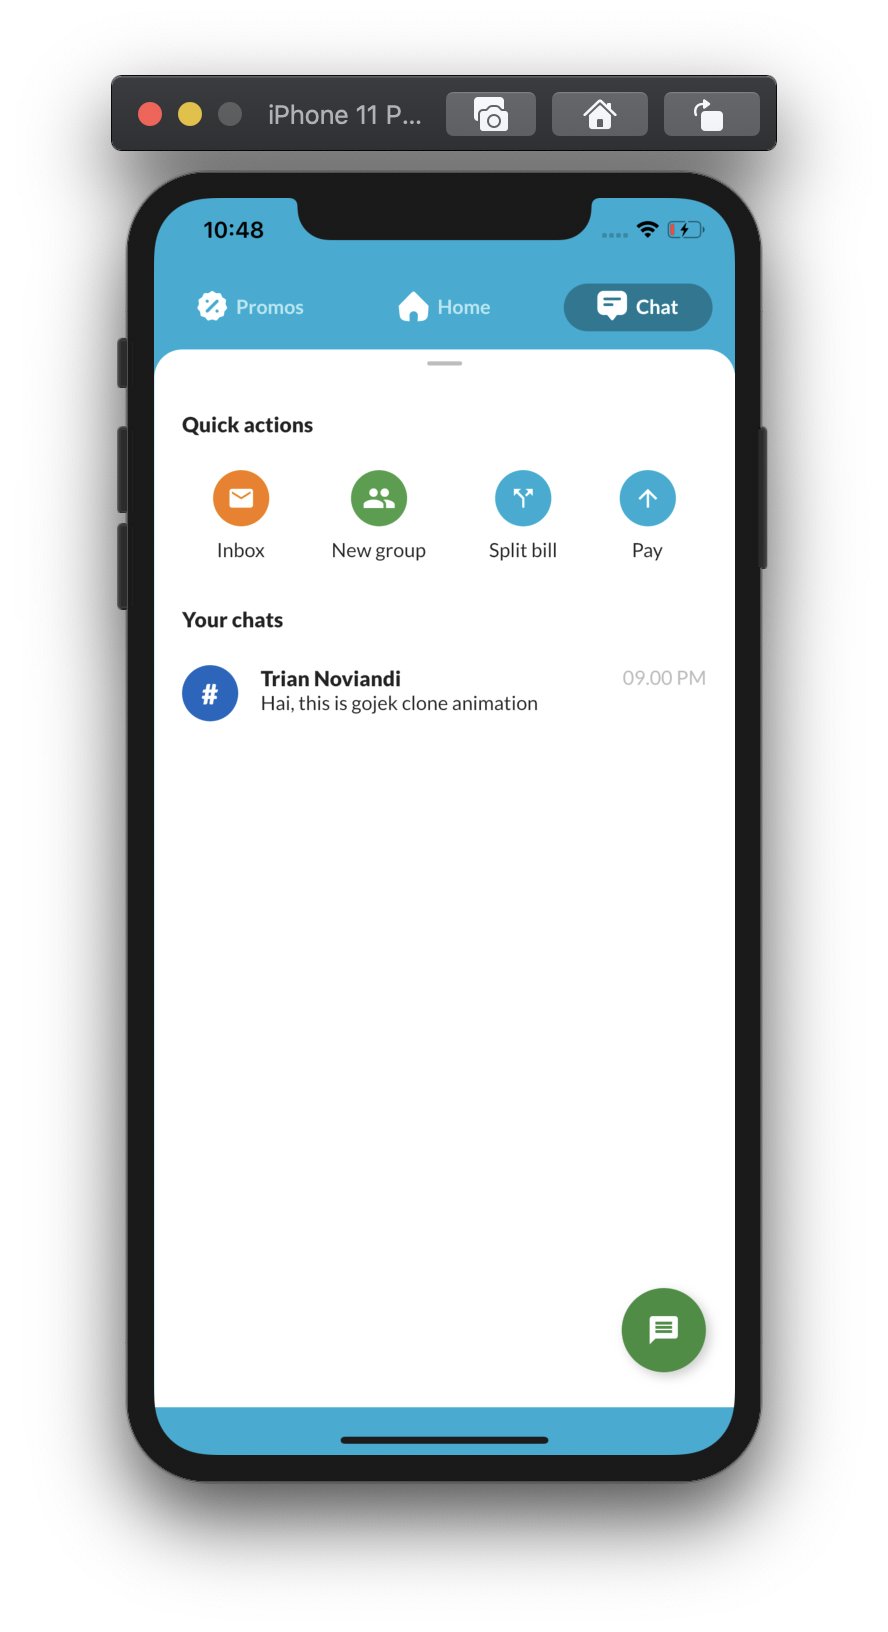 iPhone 11 P...
10:48
Promos Home Chat
Quick actions
Inbox New group Split bill Pay
Your chats
# Trian Noviandi 09.00 PM
Hai, this is gojek clone animation